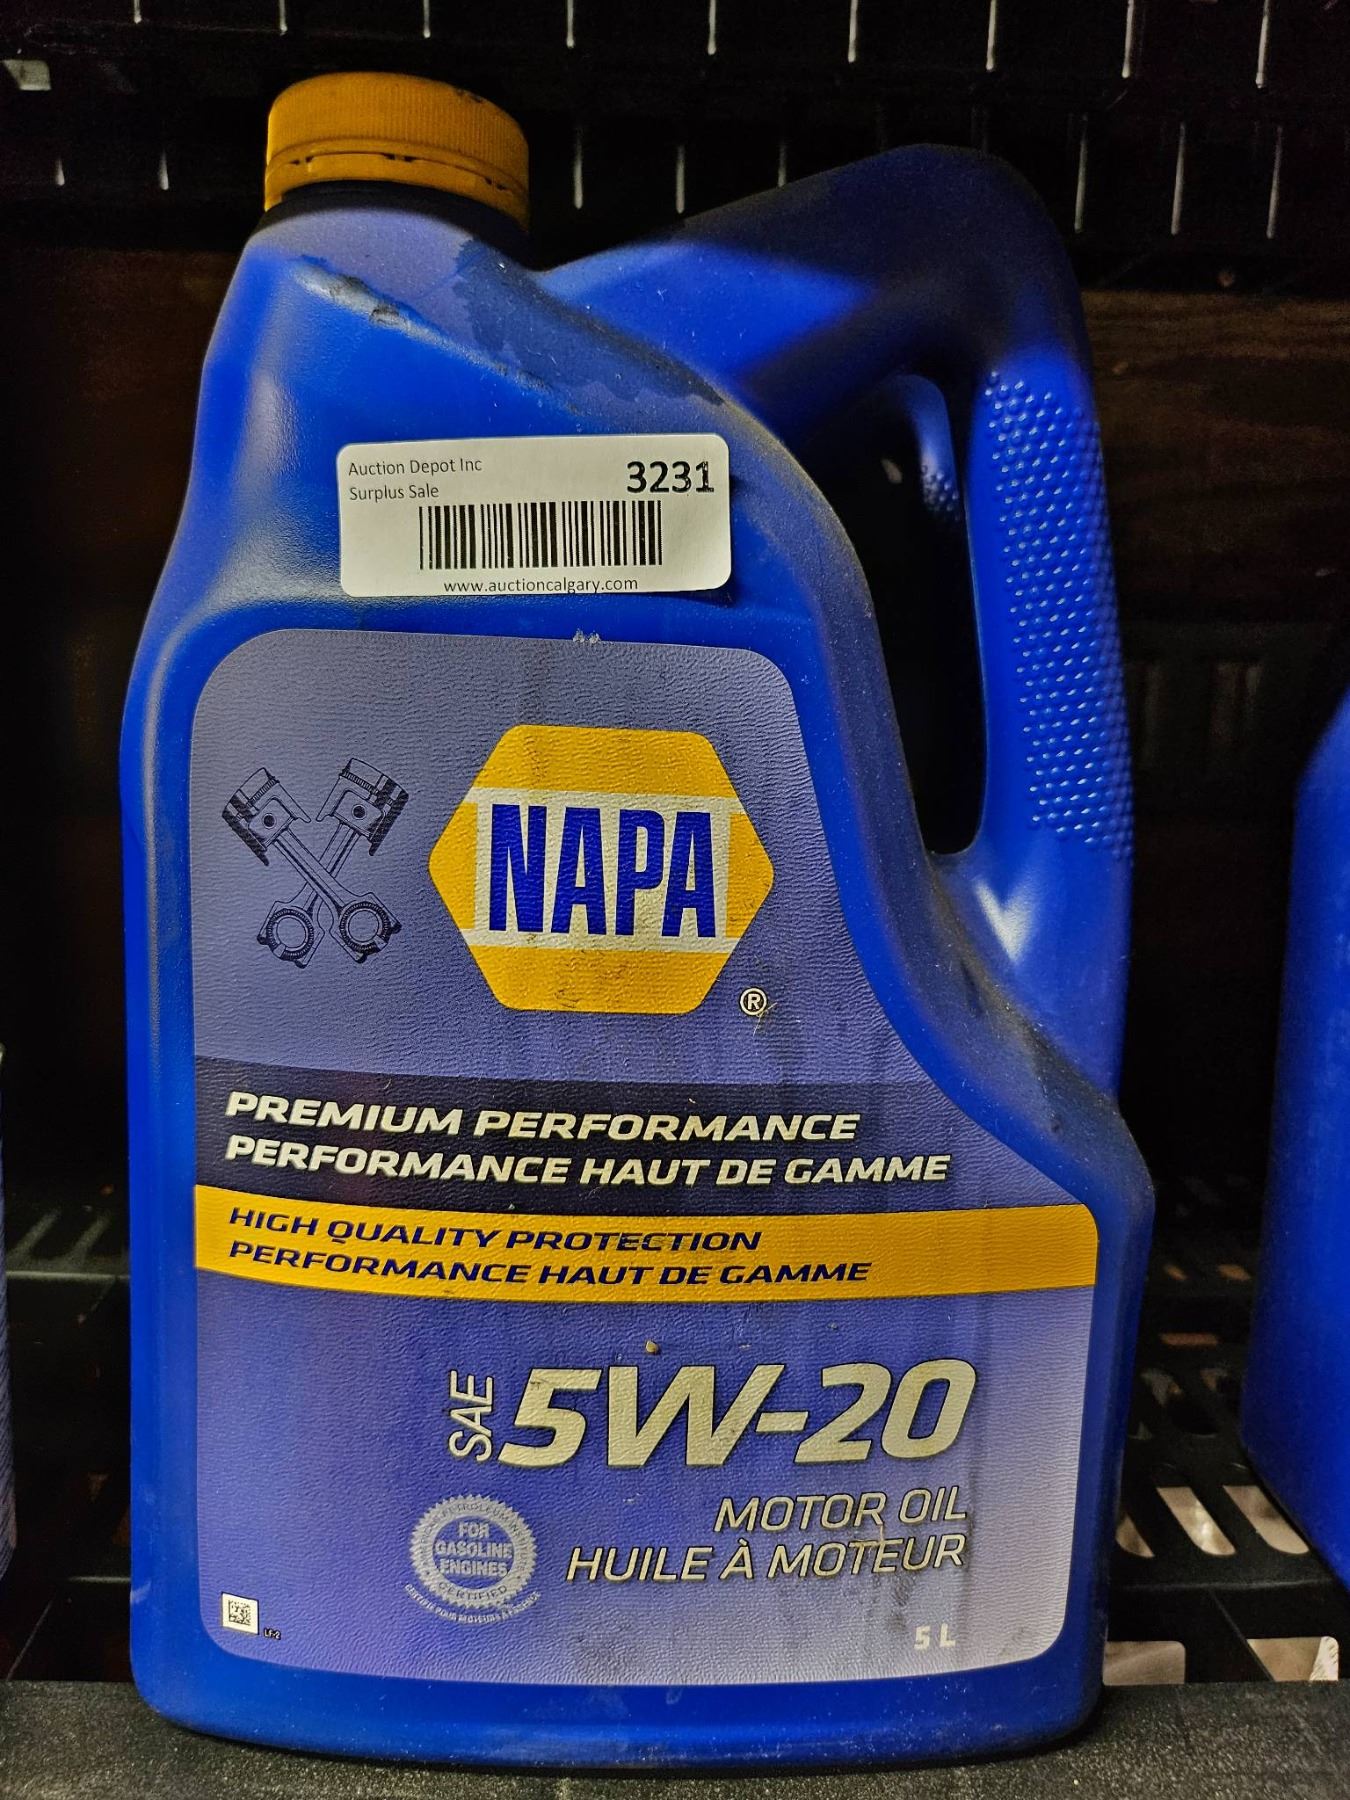 Auction Depot Inc
Surplus Sale
3231
www.auctioncalgary.com
NAPA
®
PREMIUM PERFORMANCE
PERFORMANCE HAUT DE GAMME
HIGH QUALITY PROTECTION
PERFORMANCE HAUT DE GAMME
SAE 5W-20
MOTOR OIL
HUILE À MOTEUR
FOR
GASOLINE
ENGINES
CERTIFIED
5 L